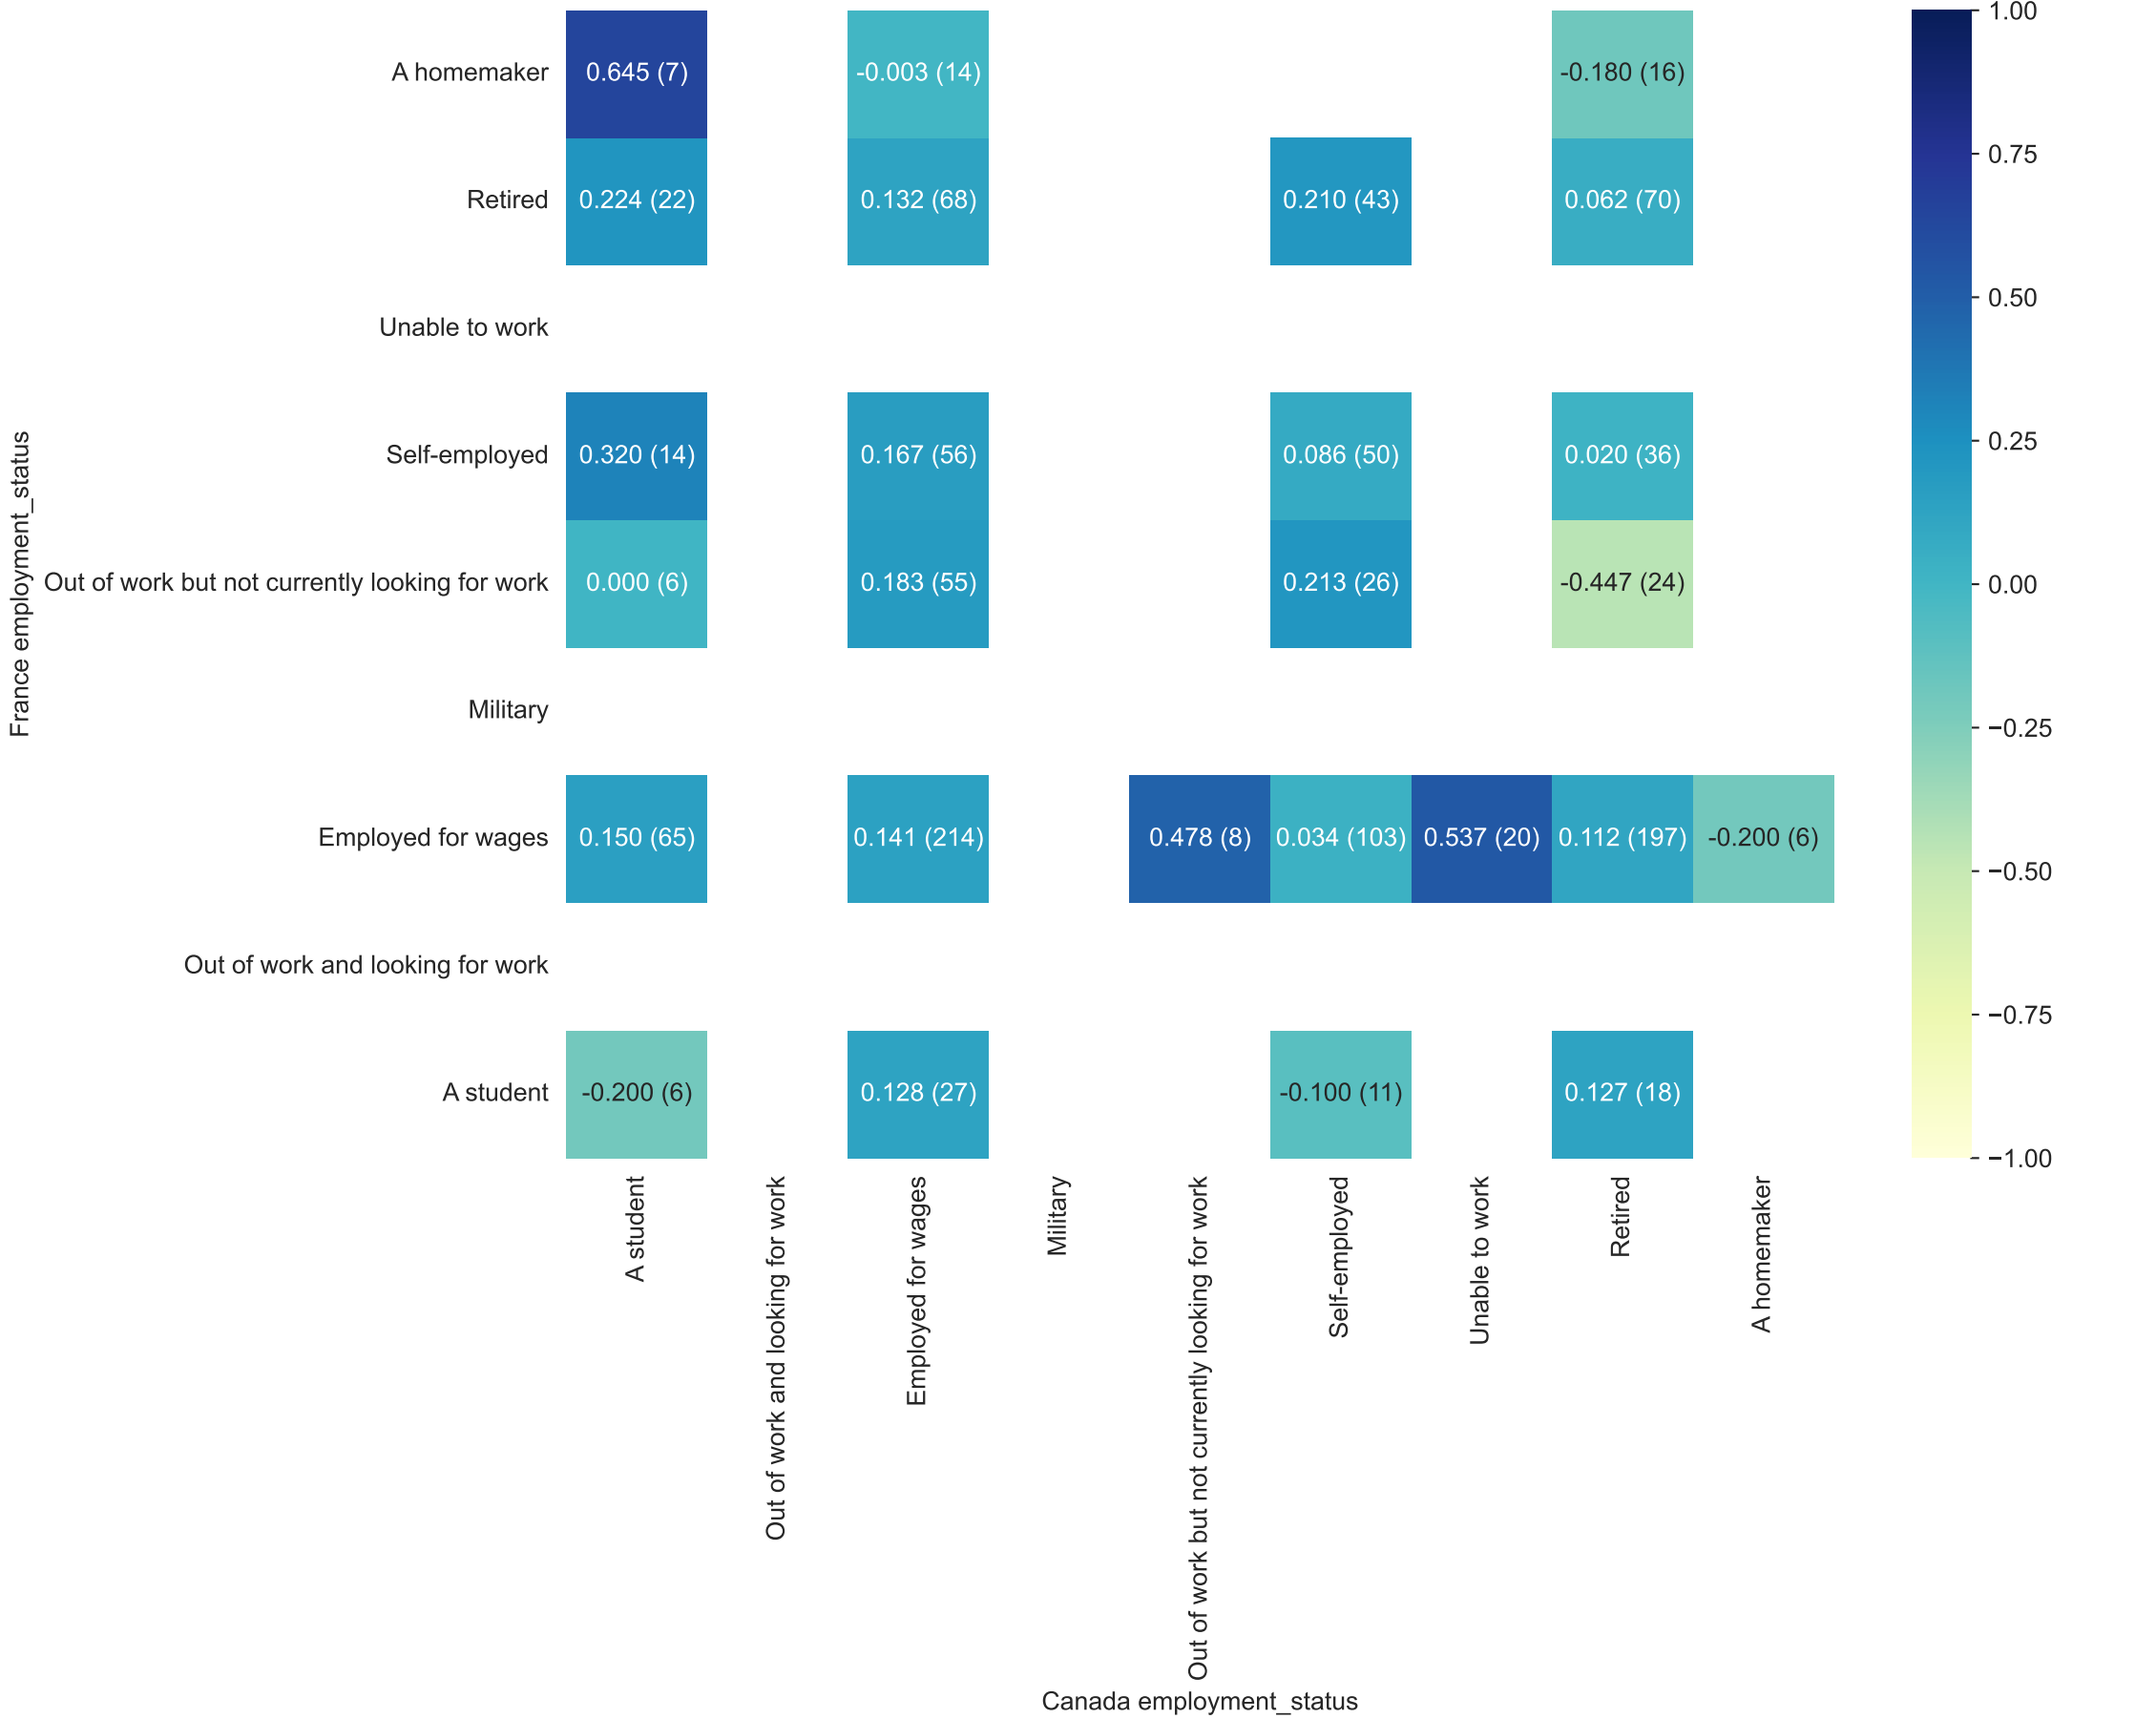 A homemaker
0.645 (7)
-0.003 (14)
-0.180 (16)
Retired
0.224 (22)
0.132 (68)
0.210 (43)
0.062 (70)
Unable to work
Self-employed
0.320 (14)
0.167 (56)
0.086 (50)
0.020 (36)
Out of work but not currently looking for work
0.000 (6)
0.183 (55)
0.213 (26)
-0.447 (24)
Military
Employed for wages
0.150 (65)
0.141 (214)
0.478 (8)
0.034 (103)
0.537 (20)
0.112 (197)
-0.200 (6)
Out of work and looking for work
A student
-0.200 (6)
0.128 (27)
-0.100 (11)
0.127 (18)
France employment_status
A student
Out of work and looking for work
Employed for wages
Military
Out of work but not currently looking for work
Self-employed
Unable to work
Retired
A homemaker
Canada employment_status
1.00
0.75
0.50
0.25
0.00
−0.25
−0.50
−0.75
−1.00